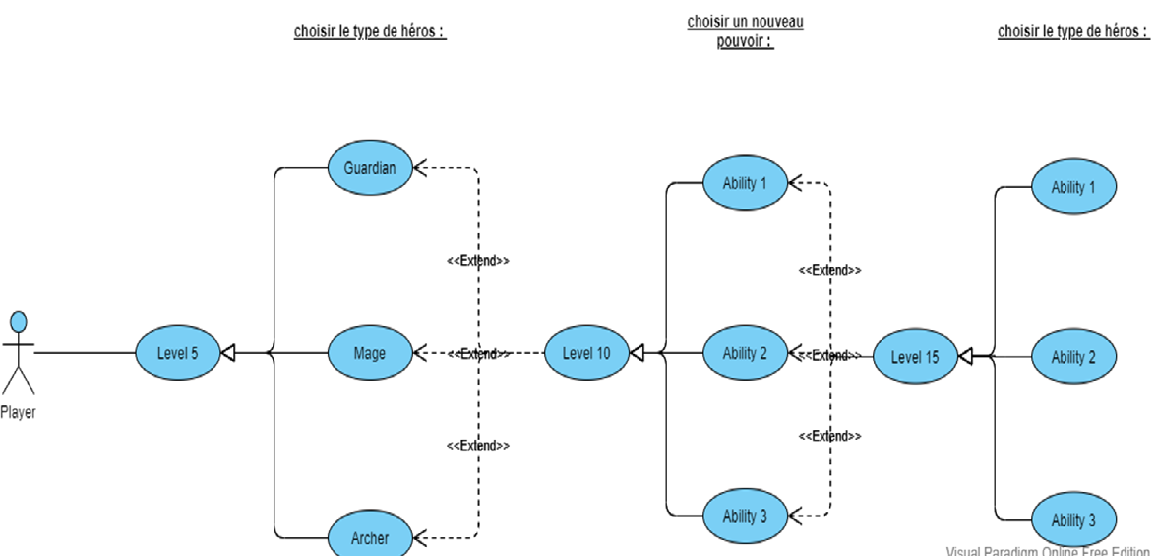 choisir le type de héros :
choisir un nouveau
pouvoir :
choisir le type de héros :
Guardian
Ability 1
Ability 1
<<Extend>>
<<Extend>>
Level 5
Mage
<<Extend>>
Level 10
Ability 2
<<Extend>>
Level 15
Ability 2
Player
<<Extend>>
<<Extend>>
Archer
Ability 3
Ability 3
Visual Paradigm Online Free Edition